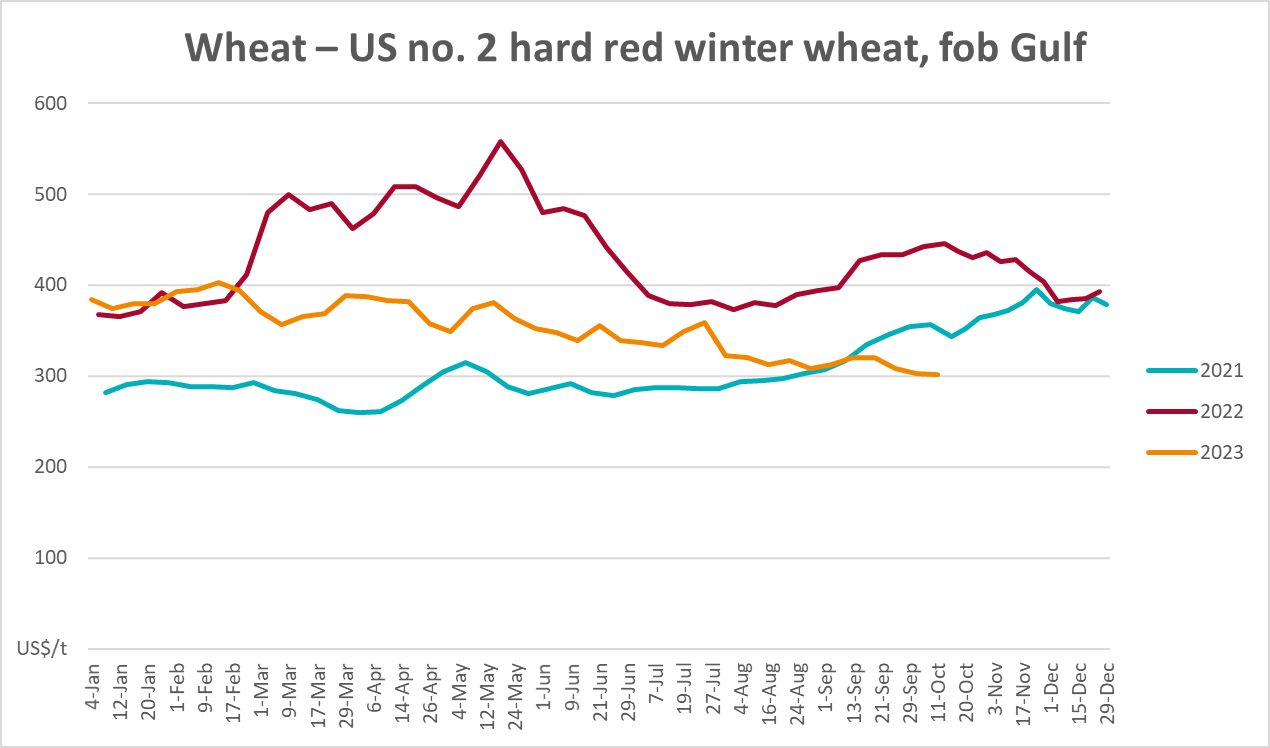 Wheat – US no. 2 hard red winter wheat, fob Gulf
600
500
400
300
200
100
US$/t
4-Jan
12-Jan
20-Jan
1-Feb
9-Feb
17-Feb
1-Mar
9-Mar
17-Mar
29-Mar
6-Apr
14-Apr
26-Apr
4-May
12-May
24-May
1-Jun
9-Jun
21-Jun
29-Jun
7-Jul
19-Jul
27-Jul
4-Aug
16-Aug
24-Aug
1-Sep
13-Sep
21-Sep
29-Sep
11-Oct
20-Oct
3-Nov
17-Nov
1-Dec
15-Dec
29-Dec
2021
2022
2023